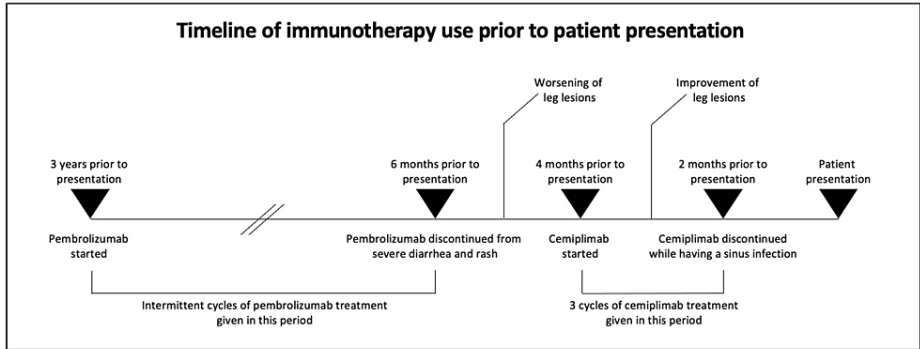 Timeline of immunotherapy use prior to patient presentation
Worsening of
leg lesions
Improvement of
leg lesions
3 years prior to
presentation
6 months prior to
presentation
4 months prior to
presentation
2 months prior to
presentation
Patient
presentation
Pembrolizumab
started
Pembrolizumab discontinued from
severe diarrhea and rash
Cemiplimab
started
Cemiplimab discontinued
while having a sinus infection
Intermittent cycles of pembrolizumab treatment
given in this period
3 cycles of cemiplimab treatment
given in this period